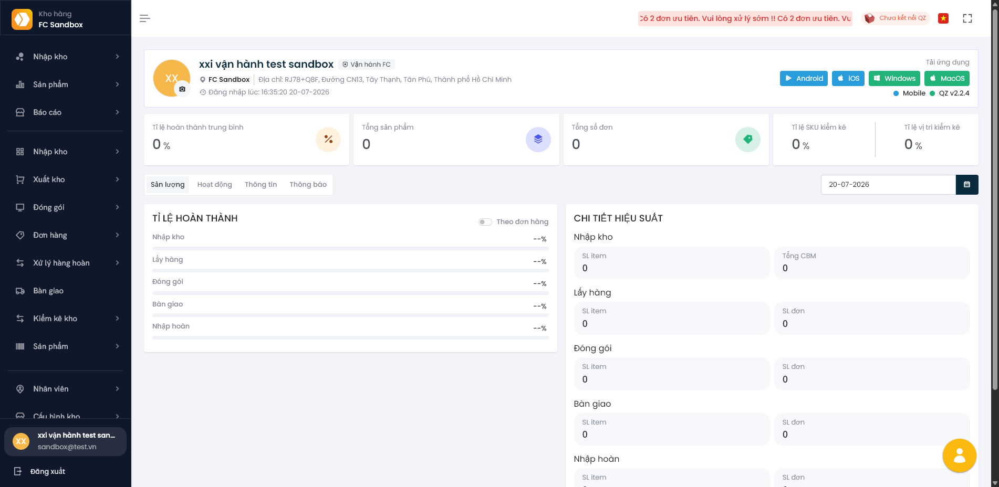 Kho hàng
FC Sandbox
Nhập kho
Sản phẩm
Báo cáo
Nhập kho
Xuất kho
Đóng gói
Đơn hàng
Xử lý hàng hoàn
Bàn giao
Kiểm kê kho
Sản phẩm
Nhân viên
Cấu hình kho
XX
xxi vận hành test san...
sandbox@test.vn
Đăng xuất
Có 2 đơn ưu tiên. Vui lòng xử lý sớm !! Có 2 đơn ưu tiên. Vu
Chưa kết nối QZ
XX
xxi vận hành test sandbox
Vận hành FC
FC Sandbox
Địa chỉ: RJ78+Q8F, Đường CN13, Tây Thạnh, Tân Phú, Thành phố Hồ Chí Minh
Đăng nhập lúc: 16:35:20 20-07-2026
Tải ứng dụng
Android
iOS
Windows
MacOS
Mobile
QZ v2.2.4
Tỉ lệ hoàn thành trung bình
0 %
Tổng sản phẩm
0
Tổng số đơn
0
Tỉ lệ SKU kiểm kê
0 %
Tỉ lệ vị trí kiểm kê
0 %
Sản lượng
Hoạt động
Thông tin
Thông báo
20-07-2026
TỈ LỆ HOÀN THÀNH
Theo đơn hàng
Nhập kho
--%
Lấy hàng
--%
Đóng gói
--%
Bàn giao
--%
Nhập hoàn
--%
CHI TIẾT HIỆU SUẤT
Nhập kho
SL item
0
Tổng CBM
0
Lấy hàng
SL item
0
SL đơn
0
Đóng gói
SL item
0
SL đơn
0
Bàn giao
SL item
0
SL đơn
0
Nhập hoàn
SL item
SL đơn